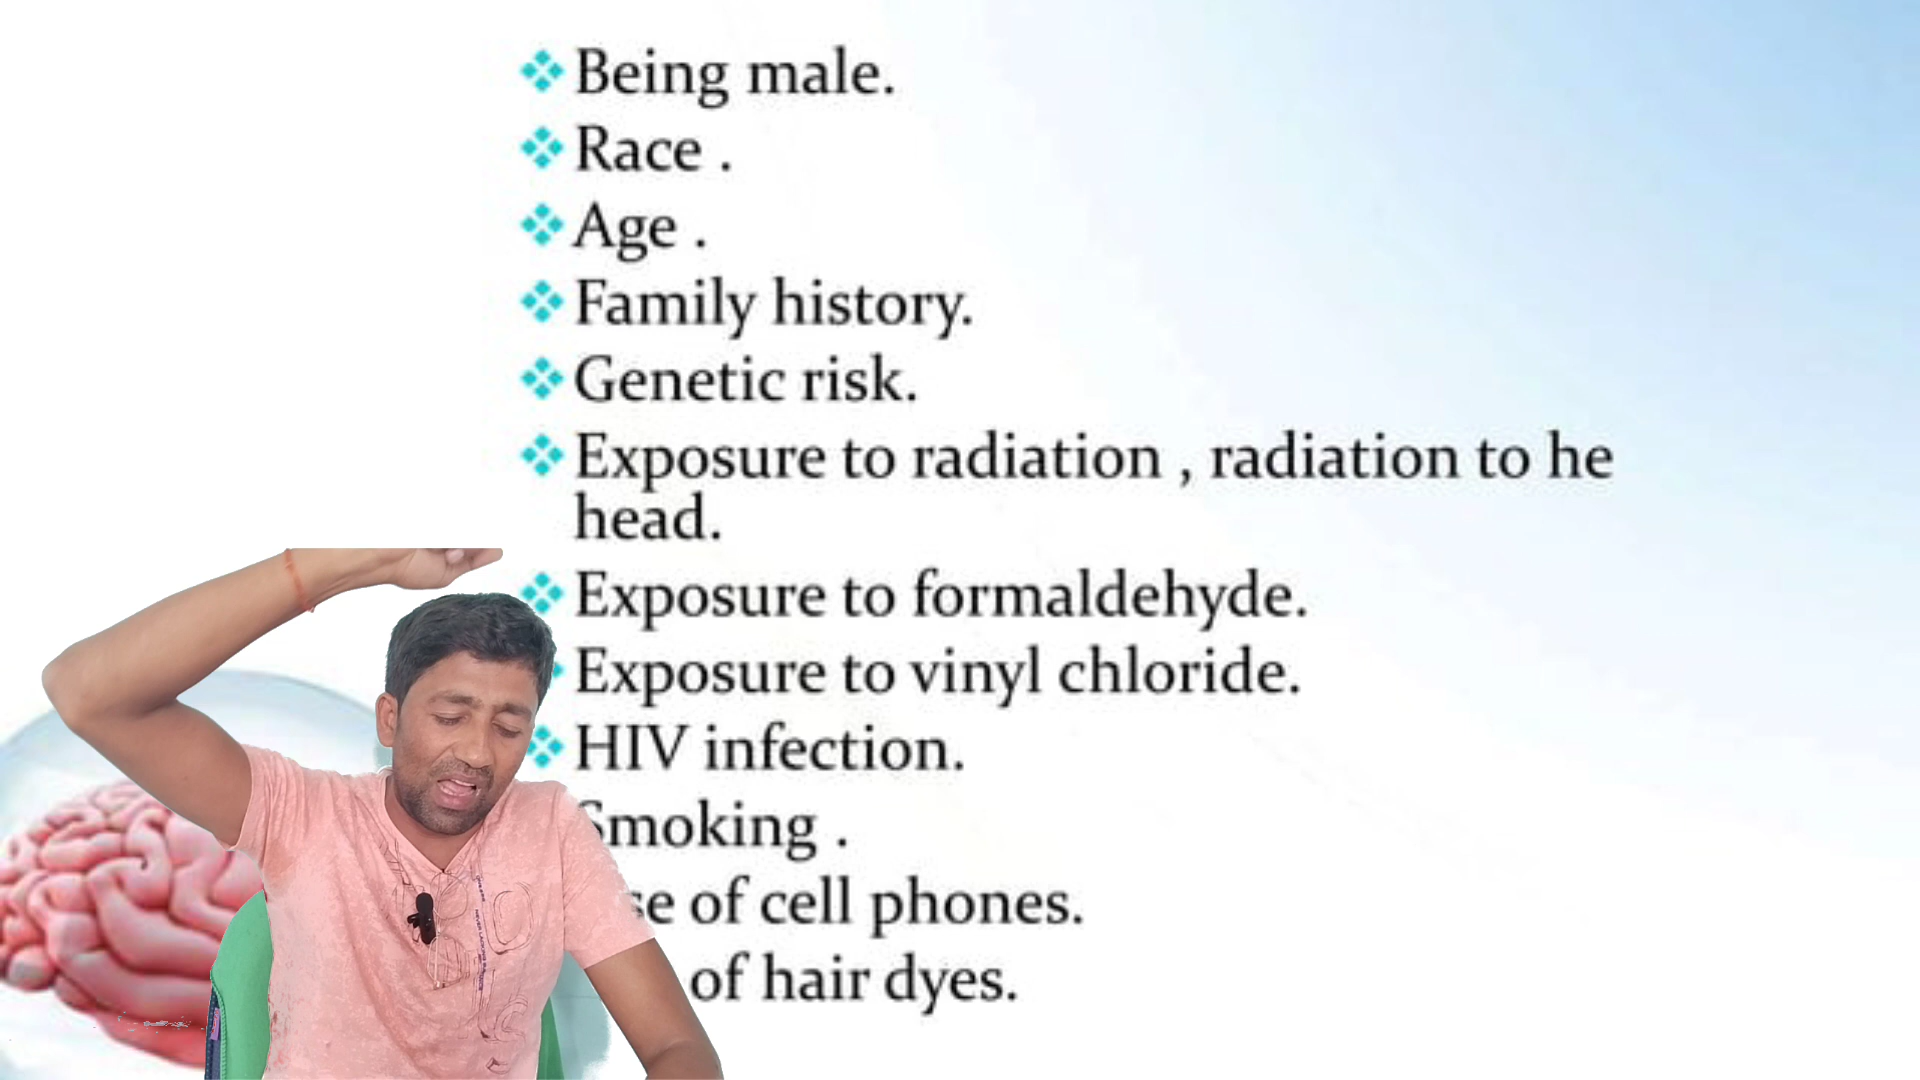 Being male.
Race .
Age .
Family history.
Genetic risk.
Exposure to radiation , radiation to he
head.
Exposure to formaldehyde.
Exposure to vinyl chloride.
HIV infection.
Smoking .
of cell phones.
of hair dyes.